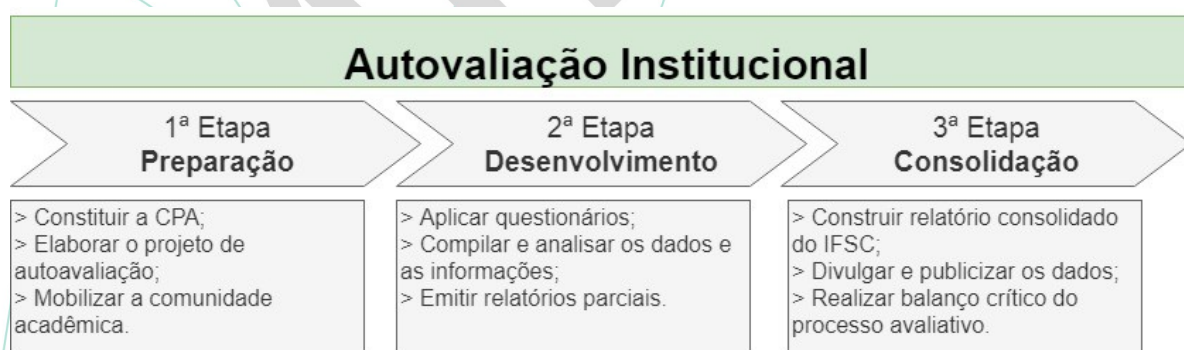 Autovaliação Institucional
1ª Etapa
Preparação
2ª Etapa
Desenvolvimento
3ª Etapa
Consolidação
> Constituir a CPA;
> Elaborar o projeto de
autoavaliação;
> Mobilizar a comunidade
acadêmica.
> Aplicar questionários;
> Compilar e analisar os dados e
as informações;
> Emitir relatórios parciais.
> Construir relatório consolidado
do IFSC;
> Divulgar e publicizar os dados;
> Realizar balanço crítico do
processo avaliativo.